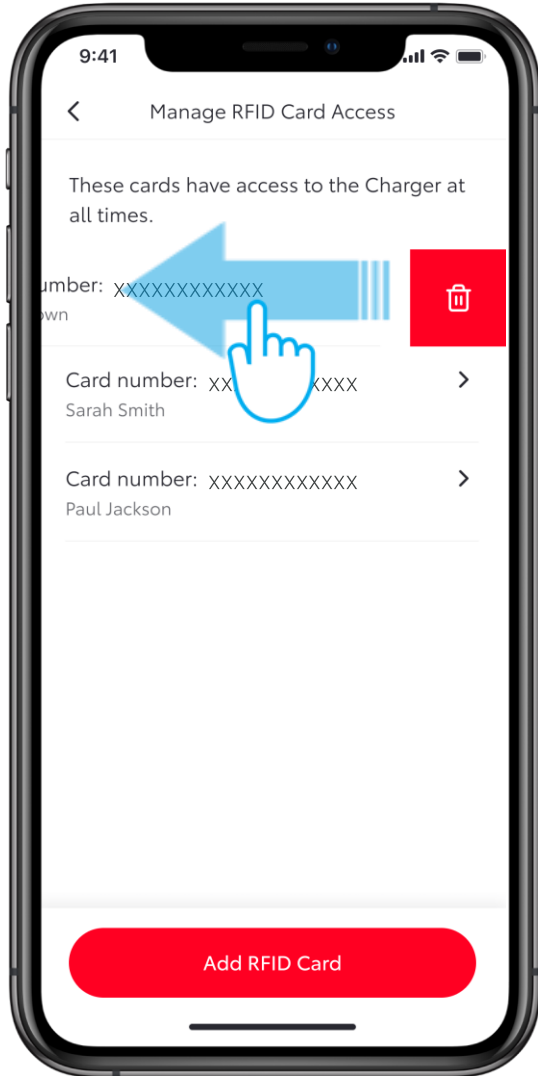 9:41
Manage RFID Card Access
These cards have access to the Charger at
all times.
umber: XXXXXXXXXXXX
own
Card number: XX XXXX
Sarah Smith
Card number: XXXXXXXXXXXX
Paul Jackson
Add RFID Card